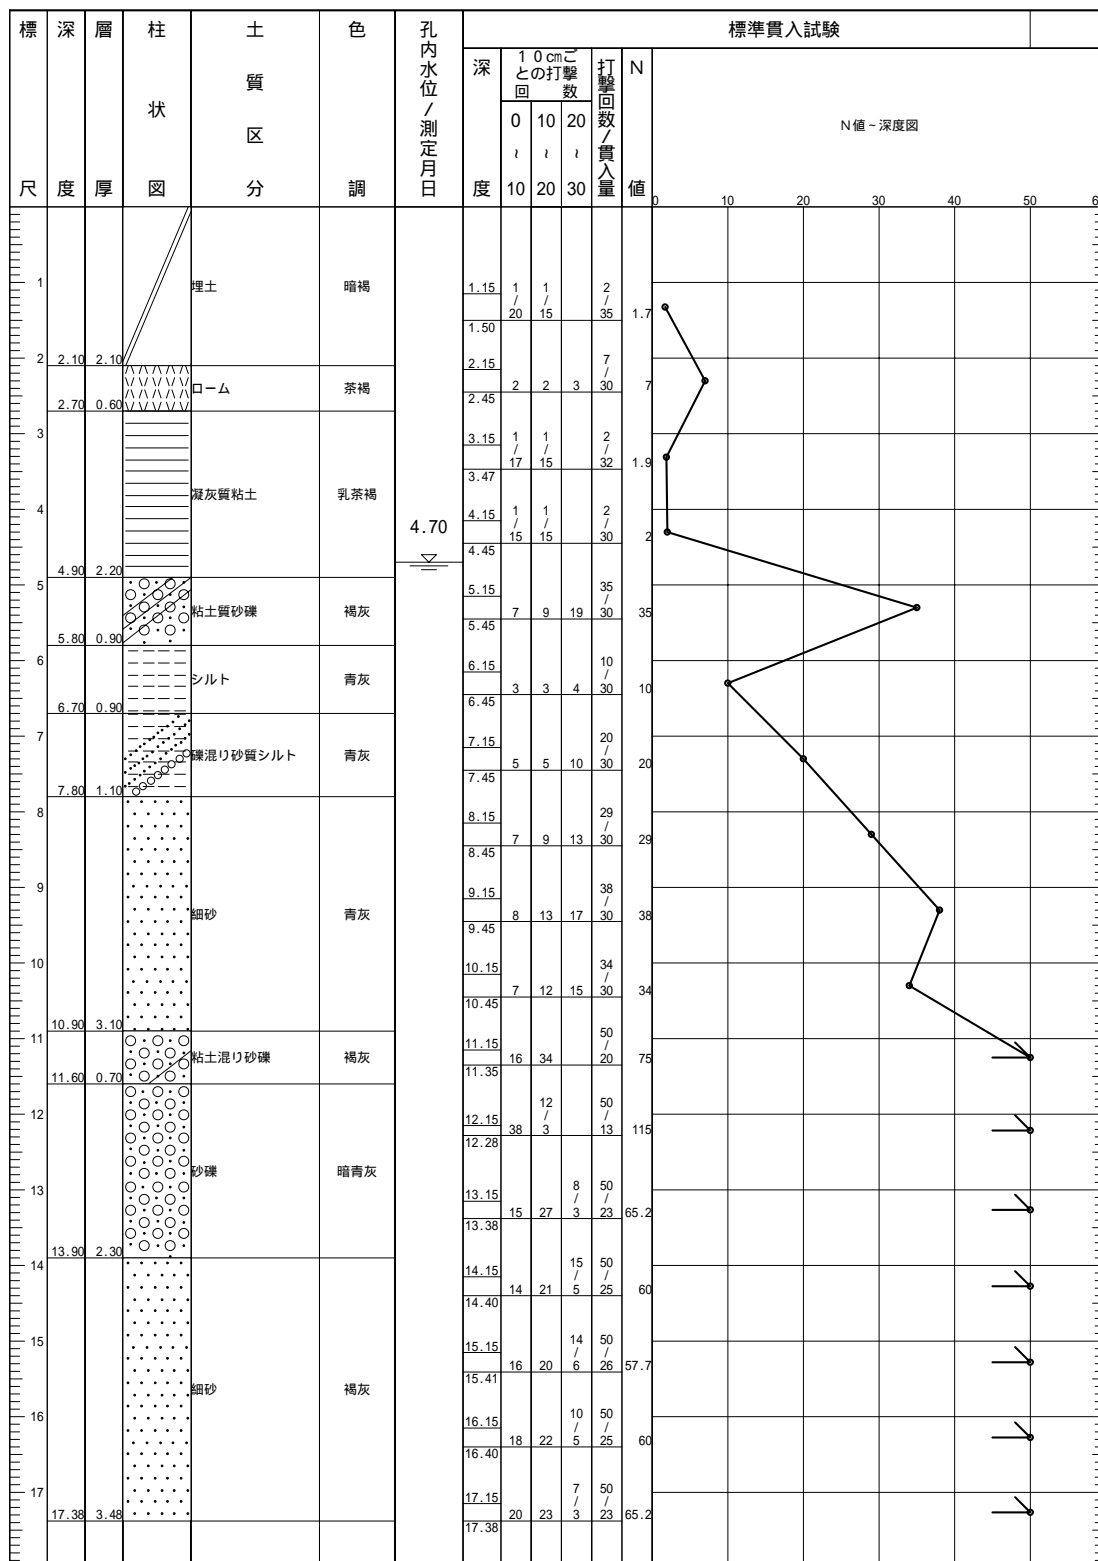 標尺 深度 層厚 柱状図 土質区分 色調 孔内水位/測定月日 標準貫入試験
深度 10cmごとの打撃回数 打撃回数/貫入量 N値
0～10 10～20 20～30
N値~深度図
0 10 20 30 40 50 6
1 埋土 暗褐 1.15 1/20 1/15 2/35 1.7
1.50
2 2.10 2.10
2.15 2 2 3 7/30 7
ローム 茶褐
2.70 0.60 2.45
3 3.15 1/17 1/15 2/32 1.9
3.47
凝灰質粘土 乳茶褐
4 4.15 1/15 1/15 2/30 2
4.70
4.45
4.90 2.20
5 5.15 7 9 19 35/30 35
粘土質砂礫 褐灰
5.80 0.90 5.45
6 6.15 3 3 4 10/30 10
シルト 青灰
6.70 0.90 6.45
7 7.15 5 5 10 20/30 20
礫混り砂質シルト 青灰
7.80 1.10 7.45
8 8.15 7 9 13 29/30 29
8.45
9 9.15 8 13 17 38/30 38
細砂 青灰
9.45
10 10.15 7 12 15 34/30 34
10.45
10.90 3.10
11 11.15 16 34 50/20 75
粘土混り砂礫 褐灰
11.60 0.70 11.35
12 12.15 38 12/3 50/13 115
12.28
砂礫 暗青灰
13 13.15 15 27 8/3 50/23 65.2
13.38
13.90 2.30
14 14.15 14 21 15/5 50/25 60
14.40
15 15.15 16 20 14/6 50/26 57.7
15.41
細砂 褐灰
16 16.15 18 22 10/5 50/25 60
16.40
17 17.15 20 23 7/3 50/23 65.2
17.38 3.48 17.38